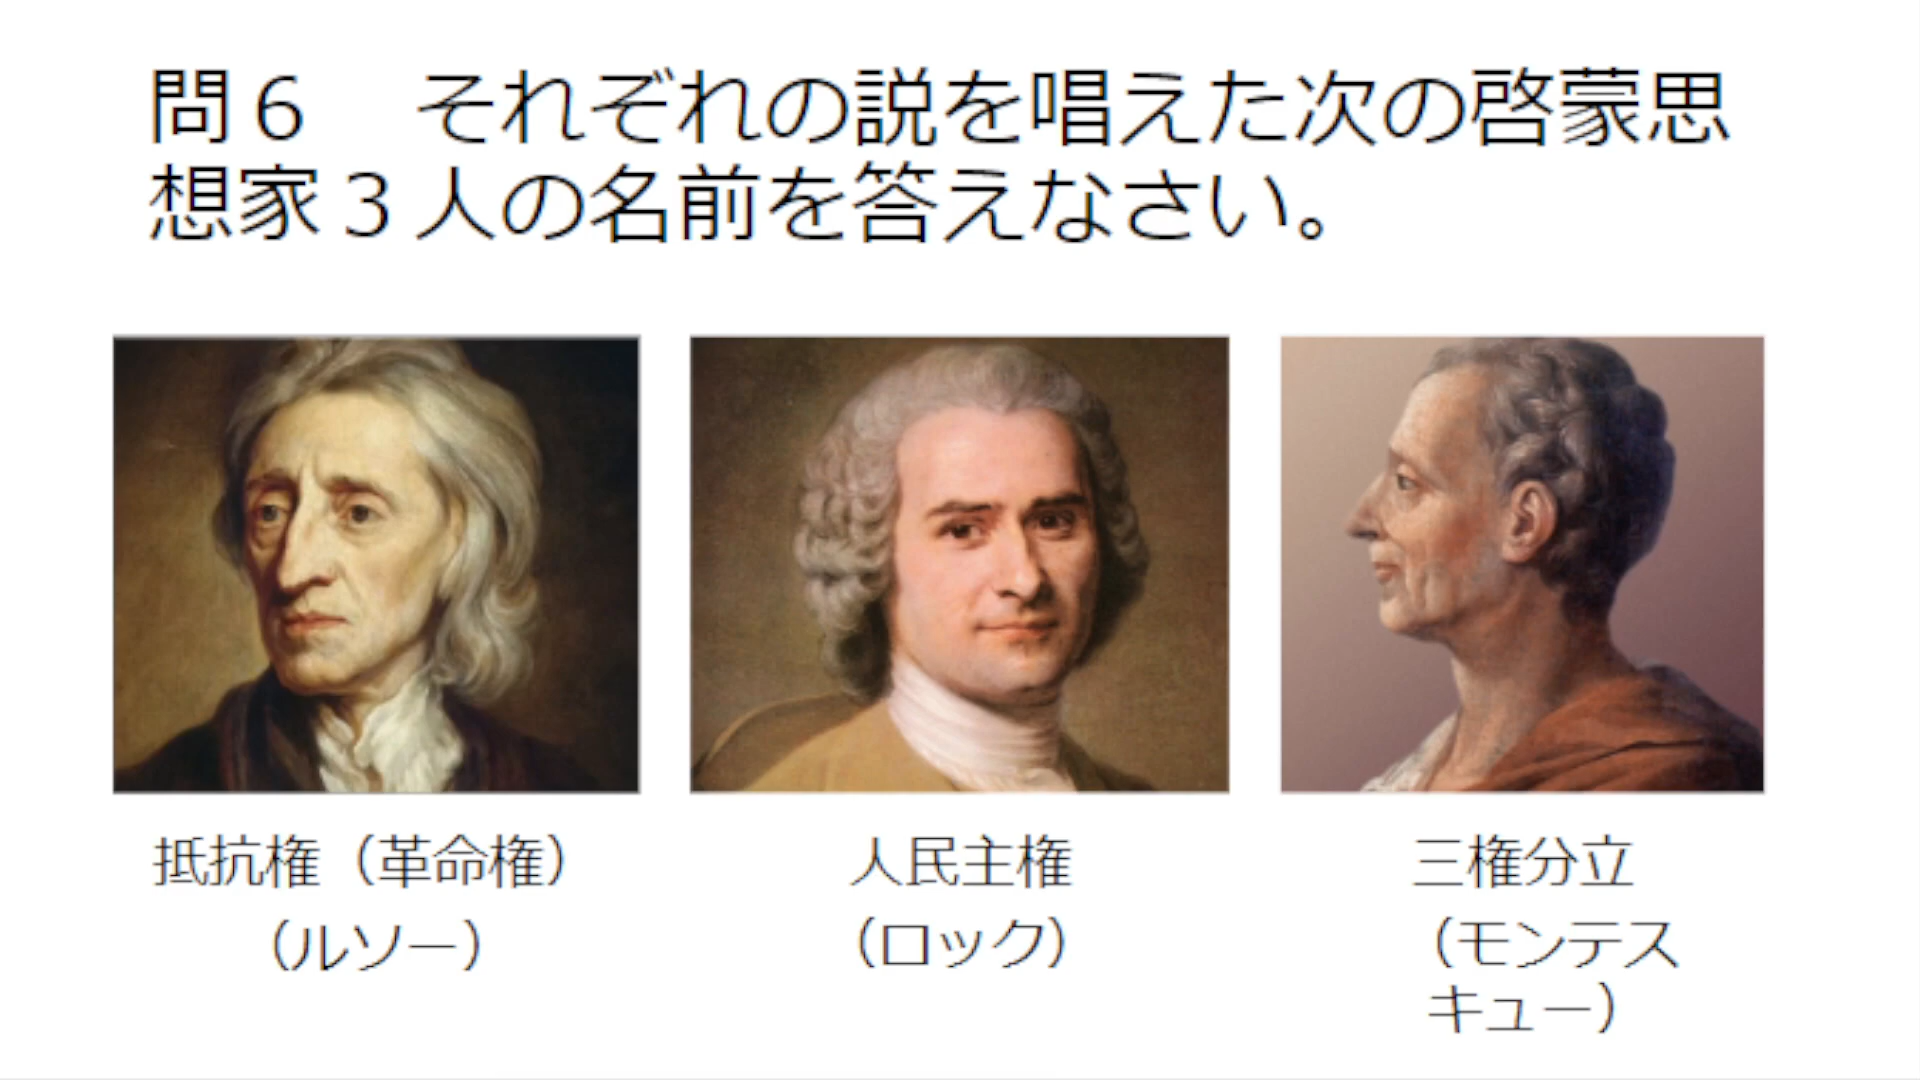 問６　それぞれの説を唱えた次の啓蒙思
想家３人の名前を答えなさい。
抵抗権（革命権）
（ルソー）
人民主権
（ロック）
三権分立
（モンテス
キュー）